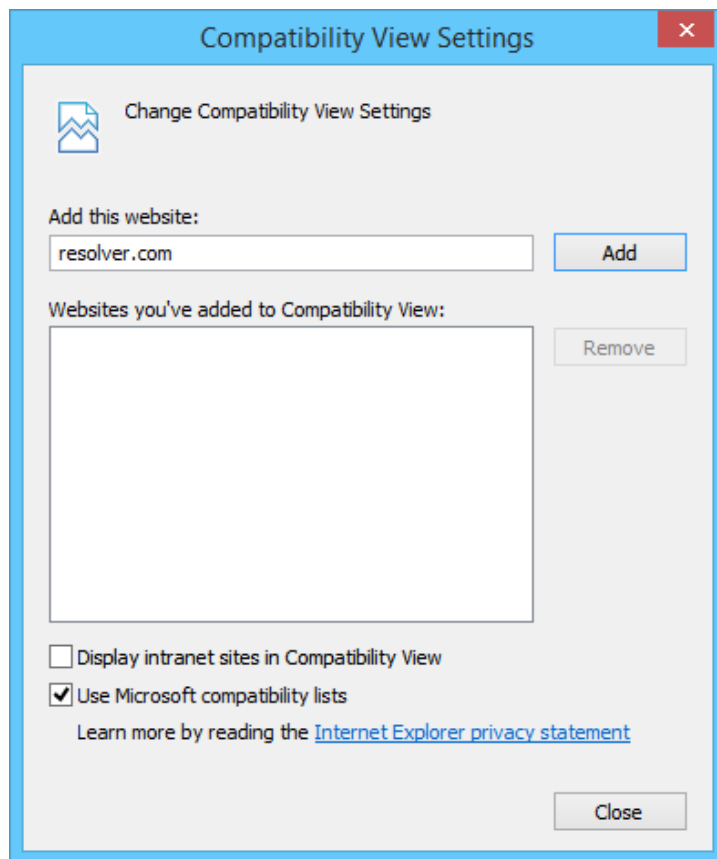 Compatibility View Settings
Change Compatibility View Settings
Add this website:
resolver.com
Add
Websites you've added to Compatibility View:
Remove
Display intranet sites in Compatibility View
Use Microsoft compatibility lists
Learn more by reading the Internet Explorer privacy statement
Close